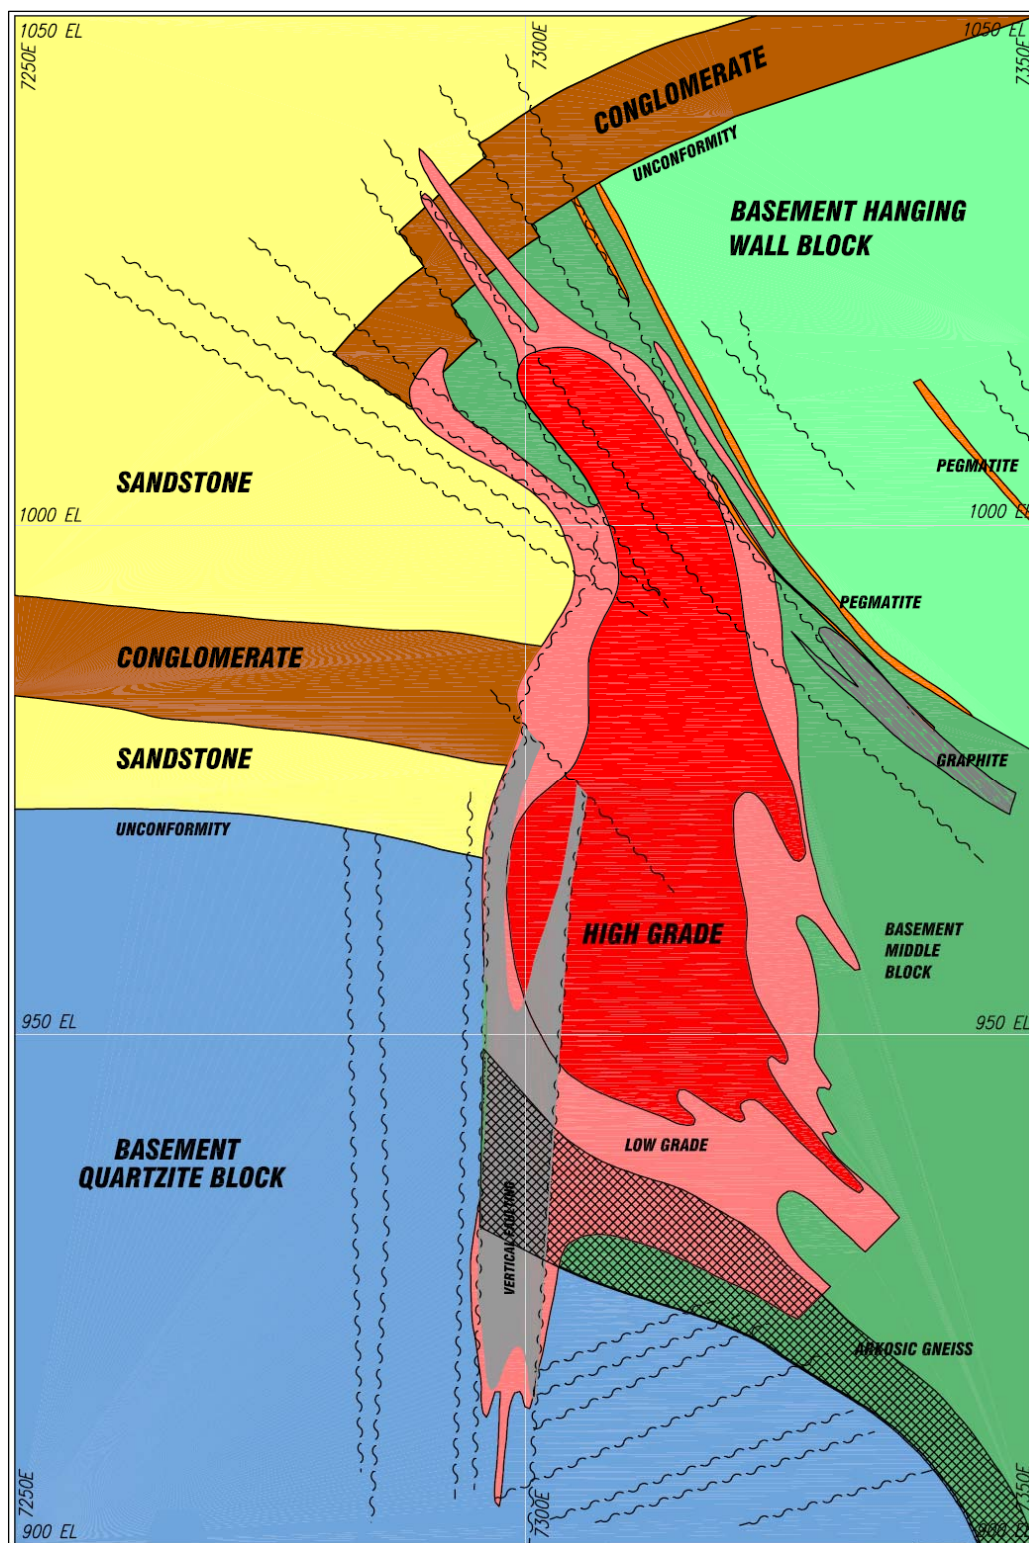 1050 EL
1050 EL
7250E
7300E
7350E
CONGLOMERATE
UNCONFORMITY
BASEMENT HANGING
WALL BLOCK
SANDSTONE
PEGMATITE
1000 EL
1000 EL
PEGMATITE
CONGLOMERATE
SANDSTONE
GRAPHITE
UNCONFORMITY
HIGH GRADE
BASEMENT
MIDDLE
BLOCK
950 EL
950 EL
BASEMENT
QUARTZITE BLOCK
LOW GRADE
VERTICAL FAULTING
ARKOSIC GNEISS
7250E
7300E
7350E
900 EL
900 EL